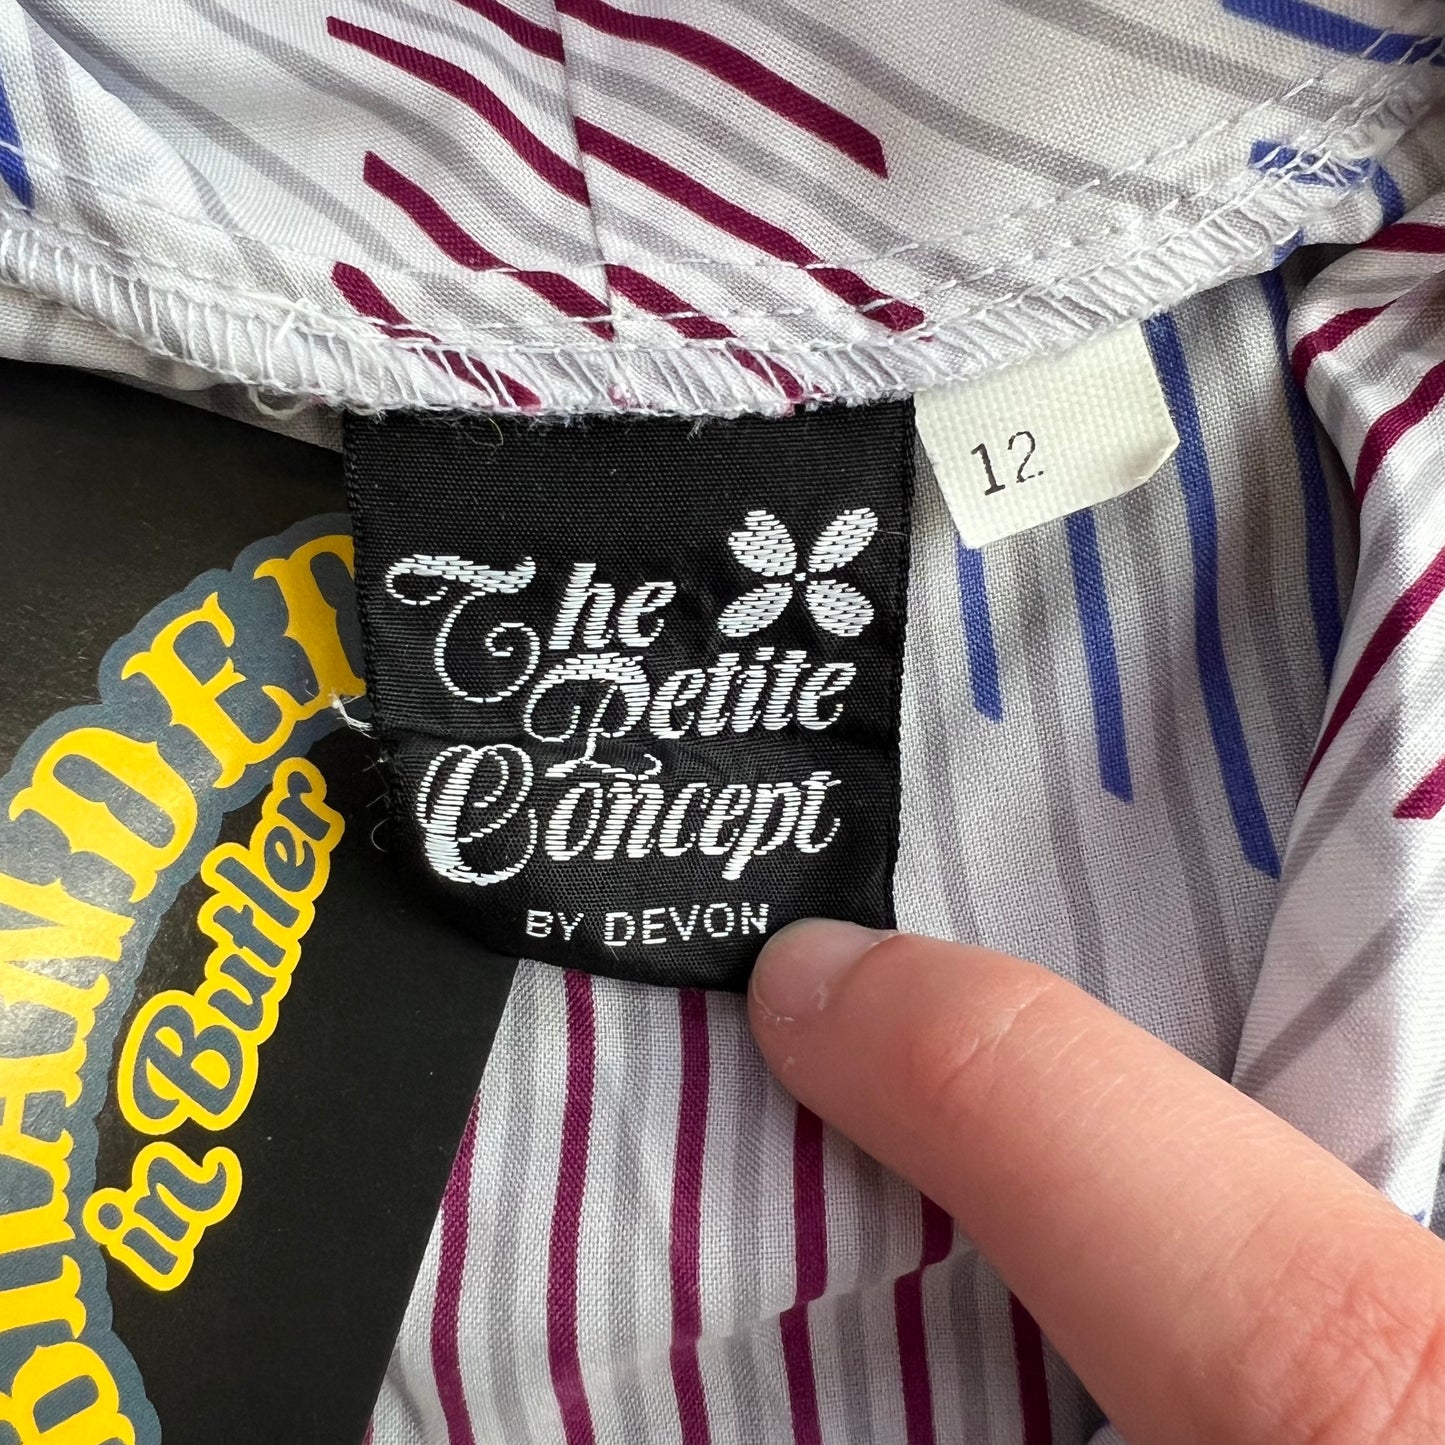 12
The
Petite
Concept
BY DEVON
in Butler